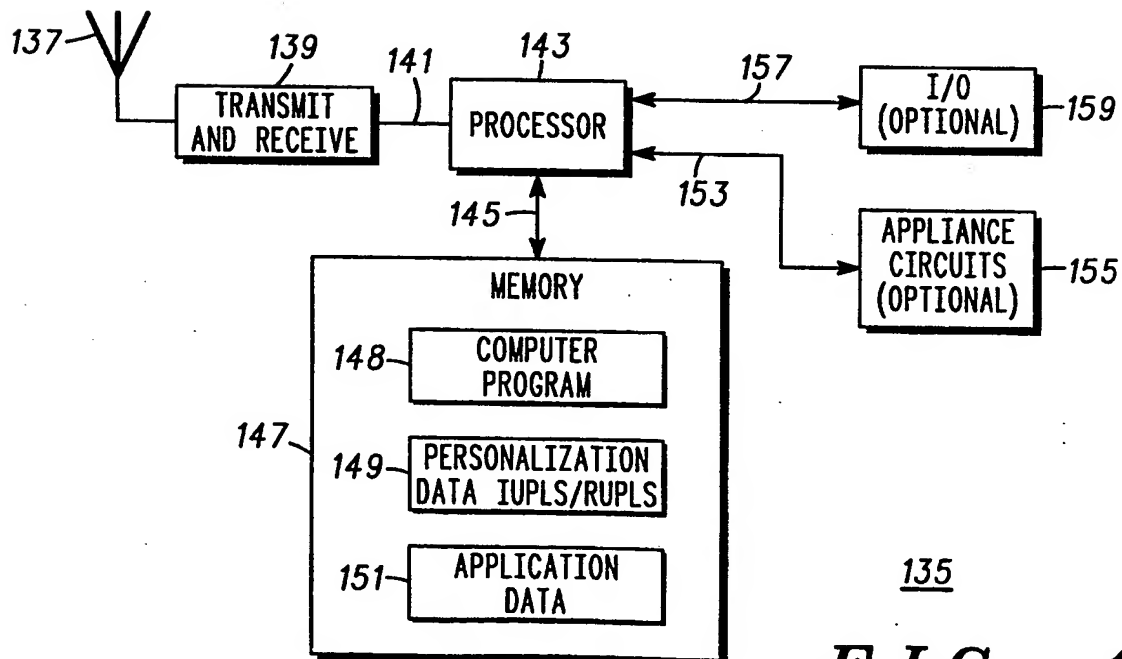 137
139
TRANSMIT
AND RECEIVE
141
143
PROCESSOR
157
I/O
(OPTIONAL)
159
153
145
APPLIANCE
CIRCUITS
(OPTIONAL)
155
MEMORY
148
COMPUTER
PROGRAM
147
149
PERSONALIZATION
DATA IUPLS/RUPLS
151
APPLICATION
DATA
135
FIG.